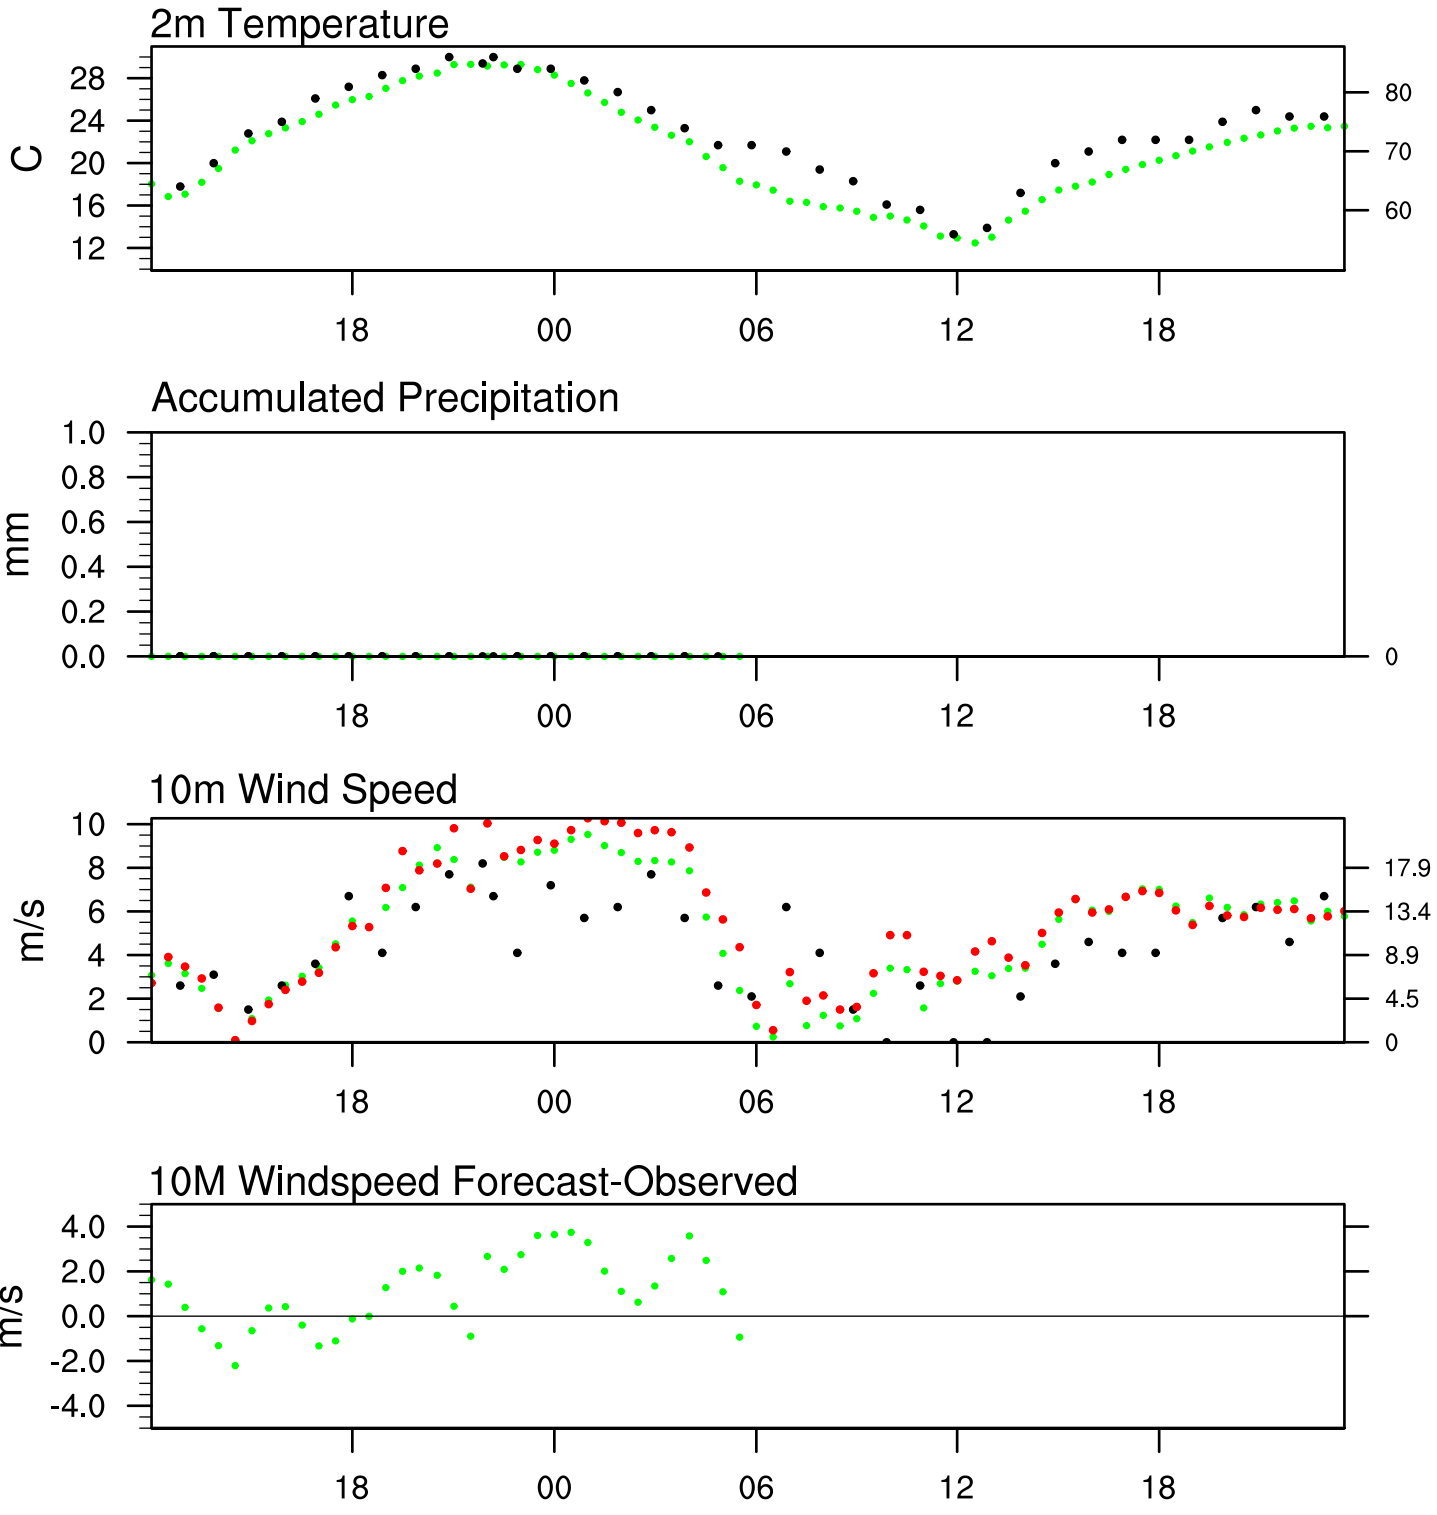 2m Temperature
C
28
24
20
16
12
80
70
60
18 00 06 12 18
Accumulated Precipitation
mm
1.0
0.8
0.6
0.4
0.2
0.0
0
18 00 06 12 18
10m Wind Speed
m/s
10
8
6
4
2
0
17.9
13.4
8.9
4.5
0
18 00 06 12 18
10M Windspeed Forecast-Observed
m/s
4.0
2.0
0.0
-2.0
-4.0
18 00 06 12 18